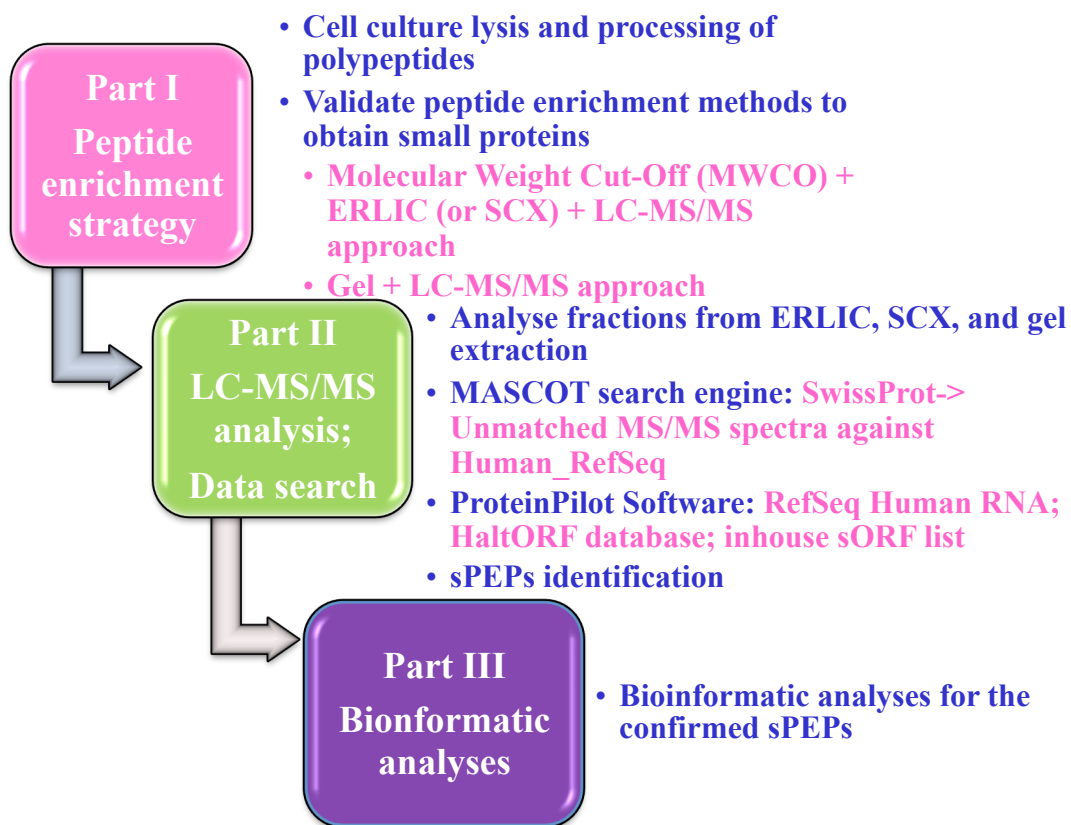 Part I
Peptide
enrichment
strategy
• Cell culture lysis and processing of
polypeptides
• Validate peptide enrichment methods to
obtain small proteins
• Molecular Weight Cut-Off (MWCO) +
ERLIC (or SCX) + LC-MS/MS
approach
• Gel + LC-MS/MS approach
Part II
LC-MS/MS
analysis;
Data search
• Analyse fractions from ERLIC, SCX, and gel
extraction
• MASCOT search engine: SwissProt->
Unmatched MS/MS spectra against
Human_RefSeq
• ProteinPilot Software: RefSeq Human RNA;
HaltORF database; inhouse sORF list
• sPEPs identification
Part III
Bionformatic
analyses
• Bioinformatic analyses for the
confirmed sPEPs